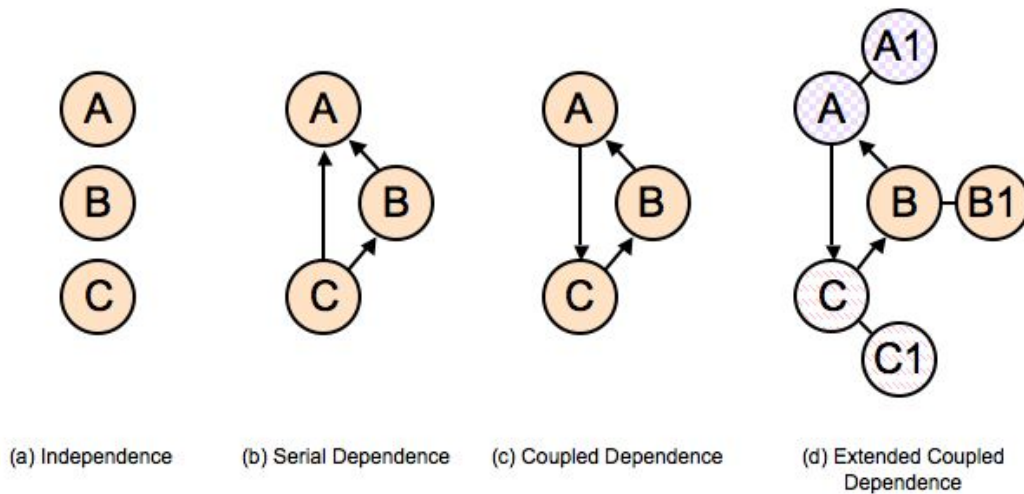 A
B
C
A
B
C
A
B
C
A1
A
B
B1
C
C1
(a) Independence
(b) Serial Dependence
(c) Coupled Dependence
(d) Extended Coupled
Dependence